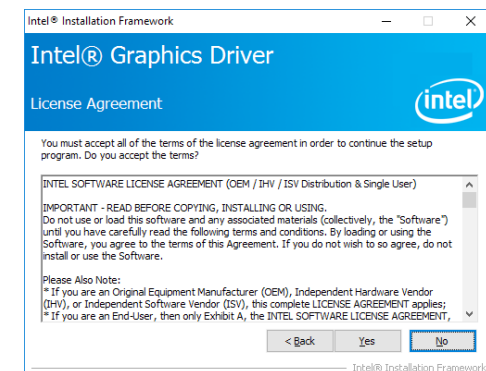 Intel® Installation Framework
Intel® Graphics Driver
License Agreement
intel
You must accept all of the terms of the license agreement in order to continue the setup
program. Do you accept the terms?
INTEL SOFTWARE LICENSE AGREEMENT (OEM / IHV / ISV Distribution & Single User)
IMPORTANT - READ BEFORE COPYING, INSTALLING OR USING.
Do not use or load this software and any associated materials (collectively, the "Software")
until you have carefully read the following terms and conditions. By loading or using the
Software, you agree to the terms of this Agreement. If you do not wish to so agree, do not
install or use the Software.
Please Also Note:
* If you are an Original Equipment Manufacturer (OEM), Independent Hardware Vendor
(IHV), or Independent Software Vendor (ISV), this complete LICENSE AGREEMENT applies;
* If you are an End-User, then only Exhibit A, the INTEL SOFTWARE LICENSE AGREEMENT,
< Back Yes No
Intel® Installation Framework